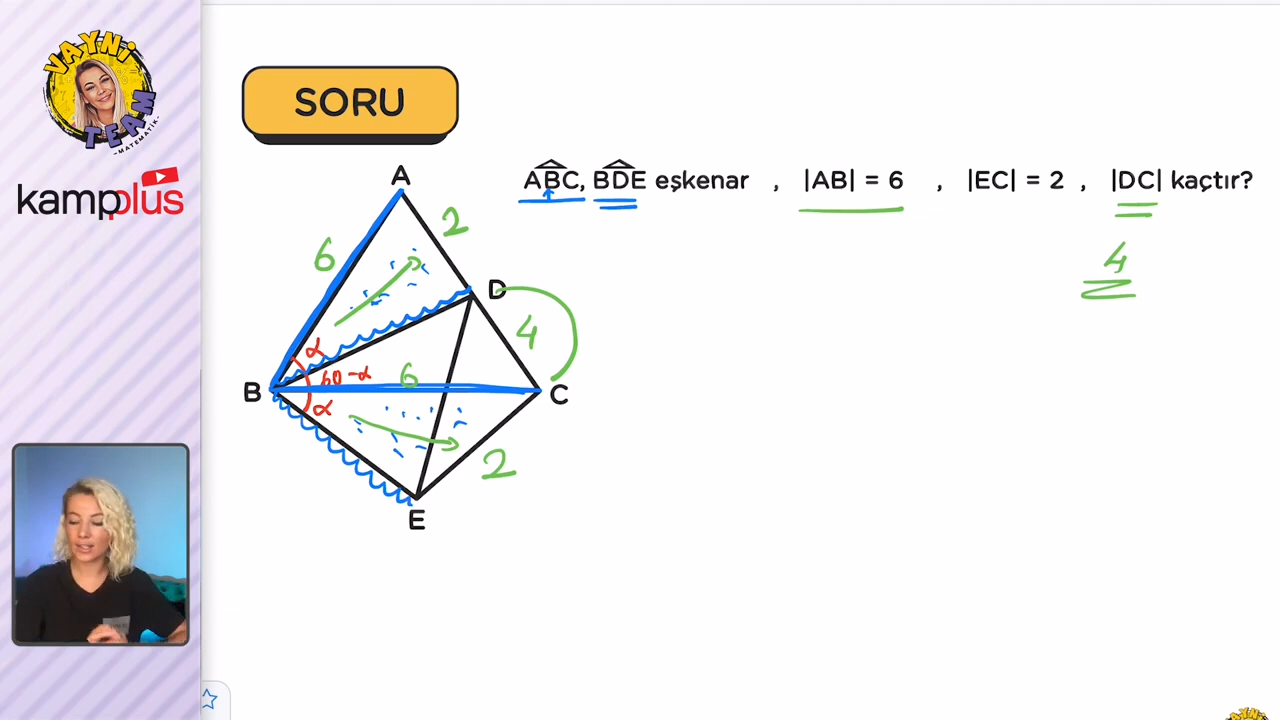 VAYNİ
TEAM
-MATEMATİK-
kampplus
SORU
ABC, BDE eşkenar , |AB| = 6 , |EC| = 2 , |DC| kaçtır?
4
A
6
2
D
4
α
60-α
6
B
α
C
2
E